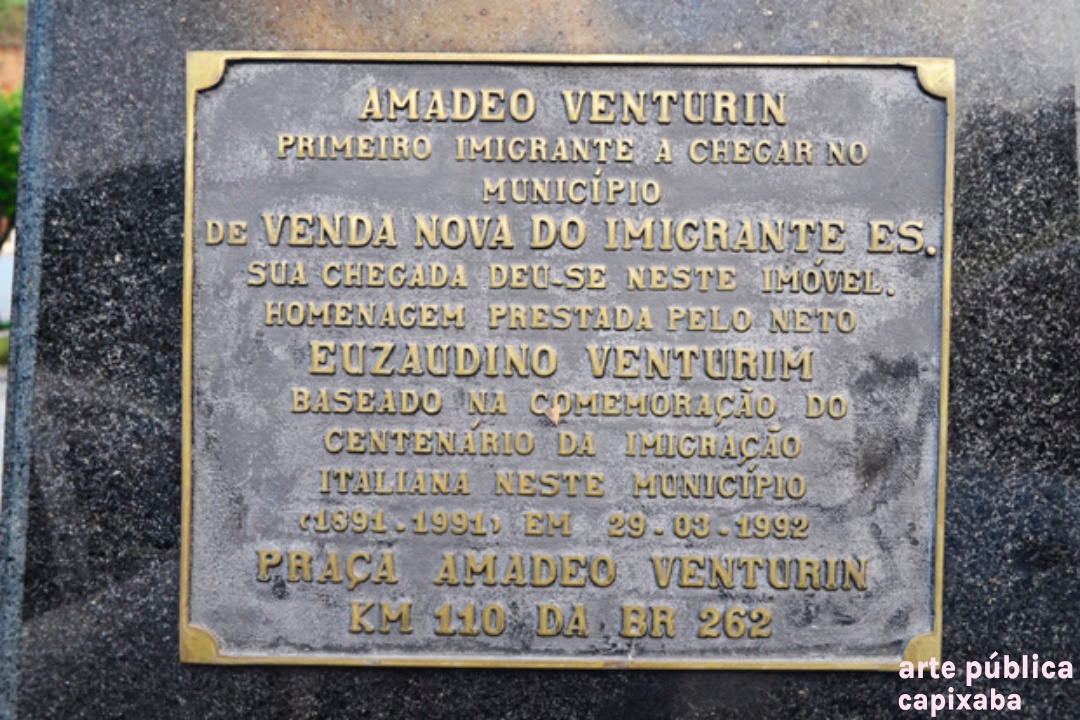 AMADEO VENTURIN
PRIMEIRO IMIGRANTE A CHEGAR NO
MUNICÍPIO
DE VENDA NOVA DO IMIGRANTE ES.
SUA CHEGADA DEU-SE NESTE IMÓVEL.
HOMENAGEM PRESTADA PELO NETO
EUZAUDINO VENTURIM
BASEADO NA COMEMORAÇÃO DO
CENTENÁRIO DA IMIGRAÇÃO
ITALIANA NESTE MUNICÍPIO
(1891.1991) EM 29.03.1992
PRAÇA AMADEO VENTURIN
KM 110 DA BR 262
arte pública
capixaba